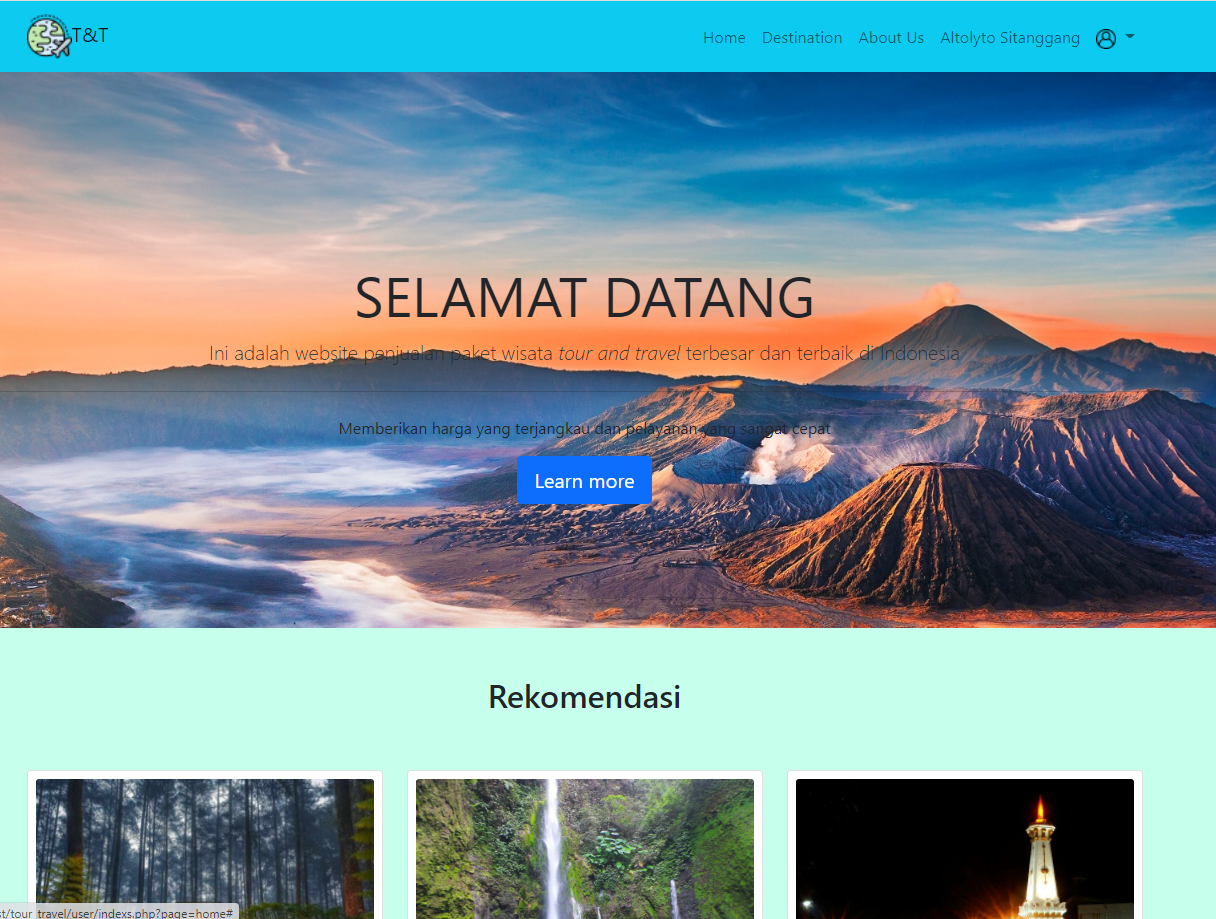 T&T
Home Destination About Us Altolyto Sitanggang
SELAMAT DATANG
Ini adalah website penjualan paket wisata tour and travel terbesar dan terbaik di Indonesia
Memberikan harga yang terjangkau dan pelayanan yang sangat cepat
Learn more
Rekomendasi
st/tour_travel/user/indexs.php?page=home#